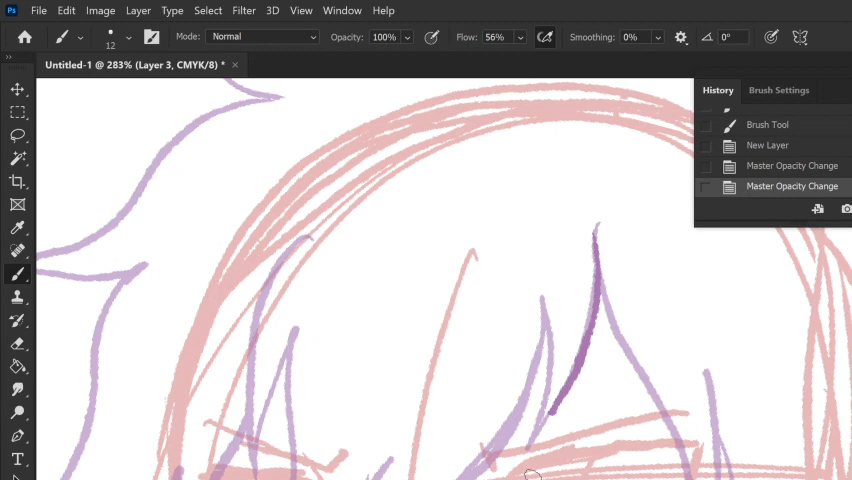 Ps File Edit Image Layer Type Select Filter 3D View Window Help
12 Mode: Normal Opacity: 100% Flow: 56% Smoothing: 0% 0°
Untitled-1 @ 283% (Layer 3, CMYK/8) * ×
History Brush Settings
Brush Tool
New Layer
Master Opacity Change
Master Opacity Change
T